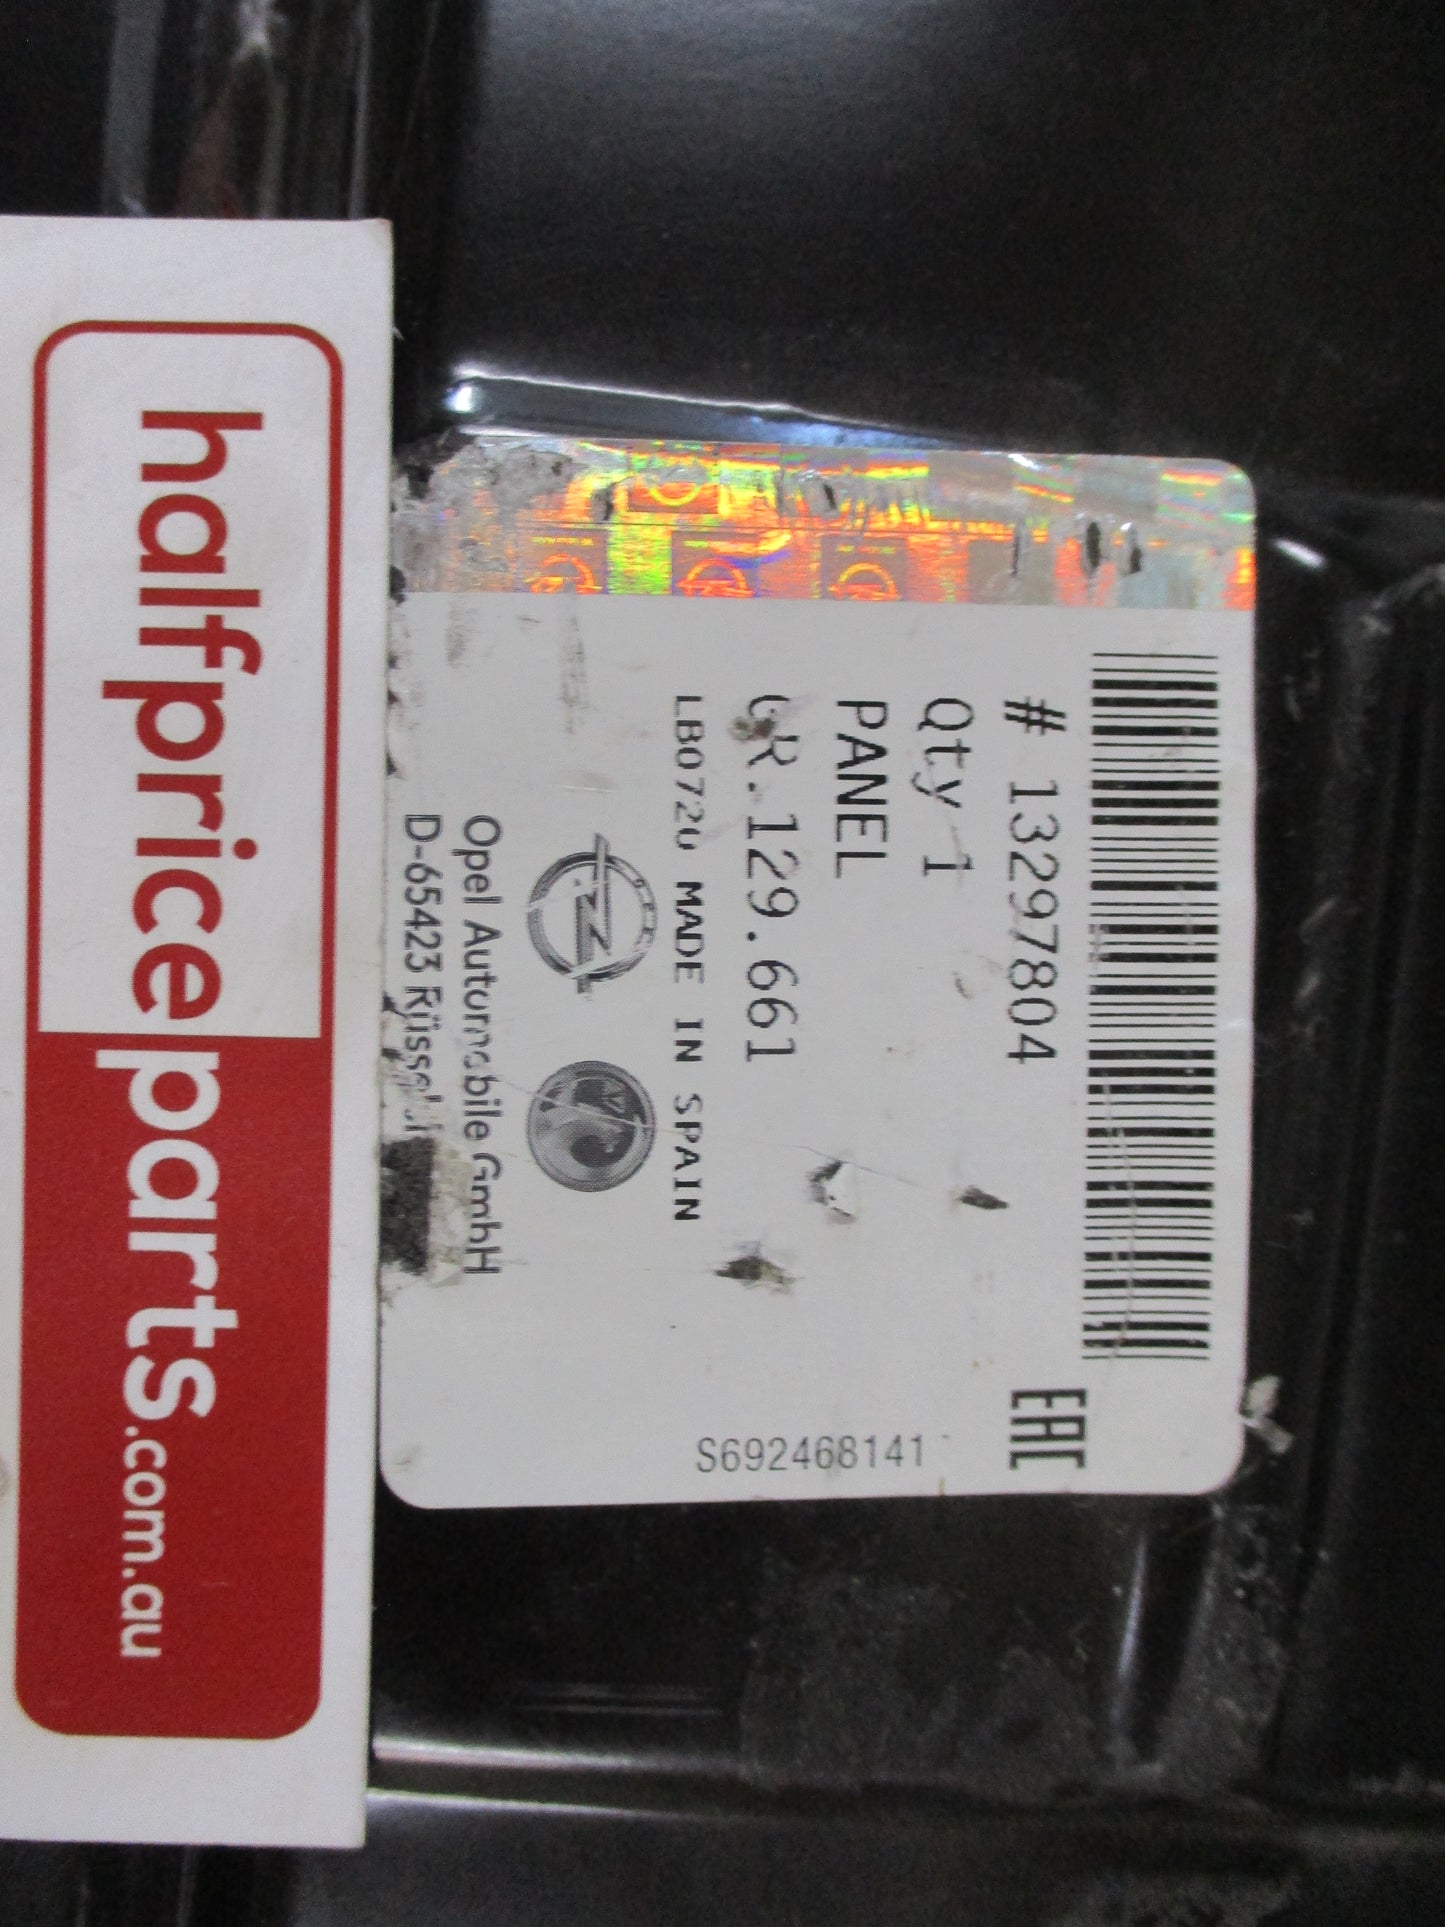 # 13297804
Qty 1
PANEL
GR.129.661
LB0720 MADE IN SPAIN
OPEL
Opel Automobile GmbH
D-65423
EAC
S692468141
halfpriceparts.com.au